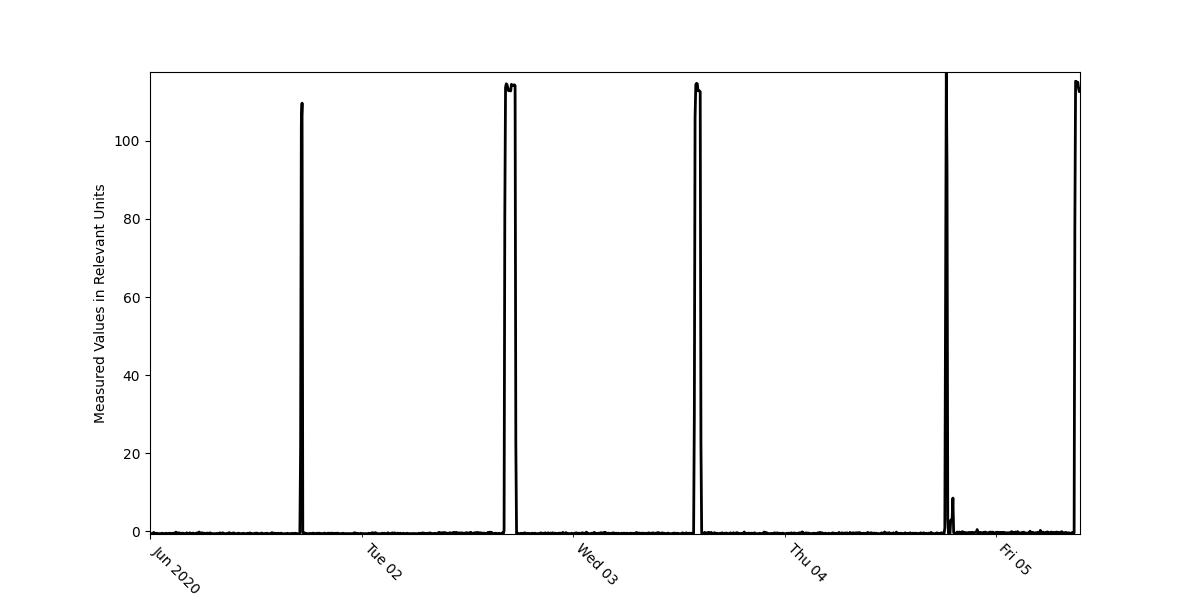 Measured Values in Relevant Units
100
80
60
40
20
0
Jun 2020
Tue 02
Wed 03
Thu 04
Fri 05